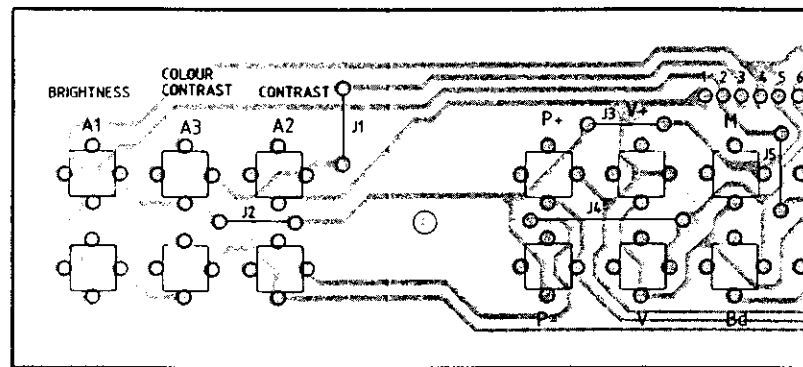 1 2 3 4 5 6
COLOUR
BRIGHTNESS CONTRAST CONTRAST
A1 A3 A2 J1 P+ J3 V+ M J5
J2 J4
P- V Bd